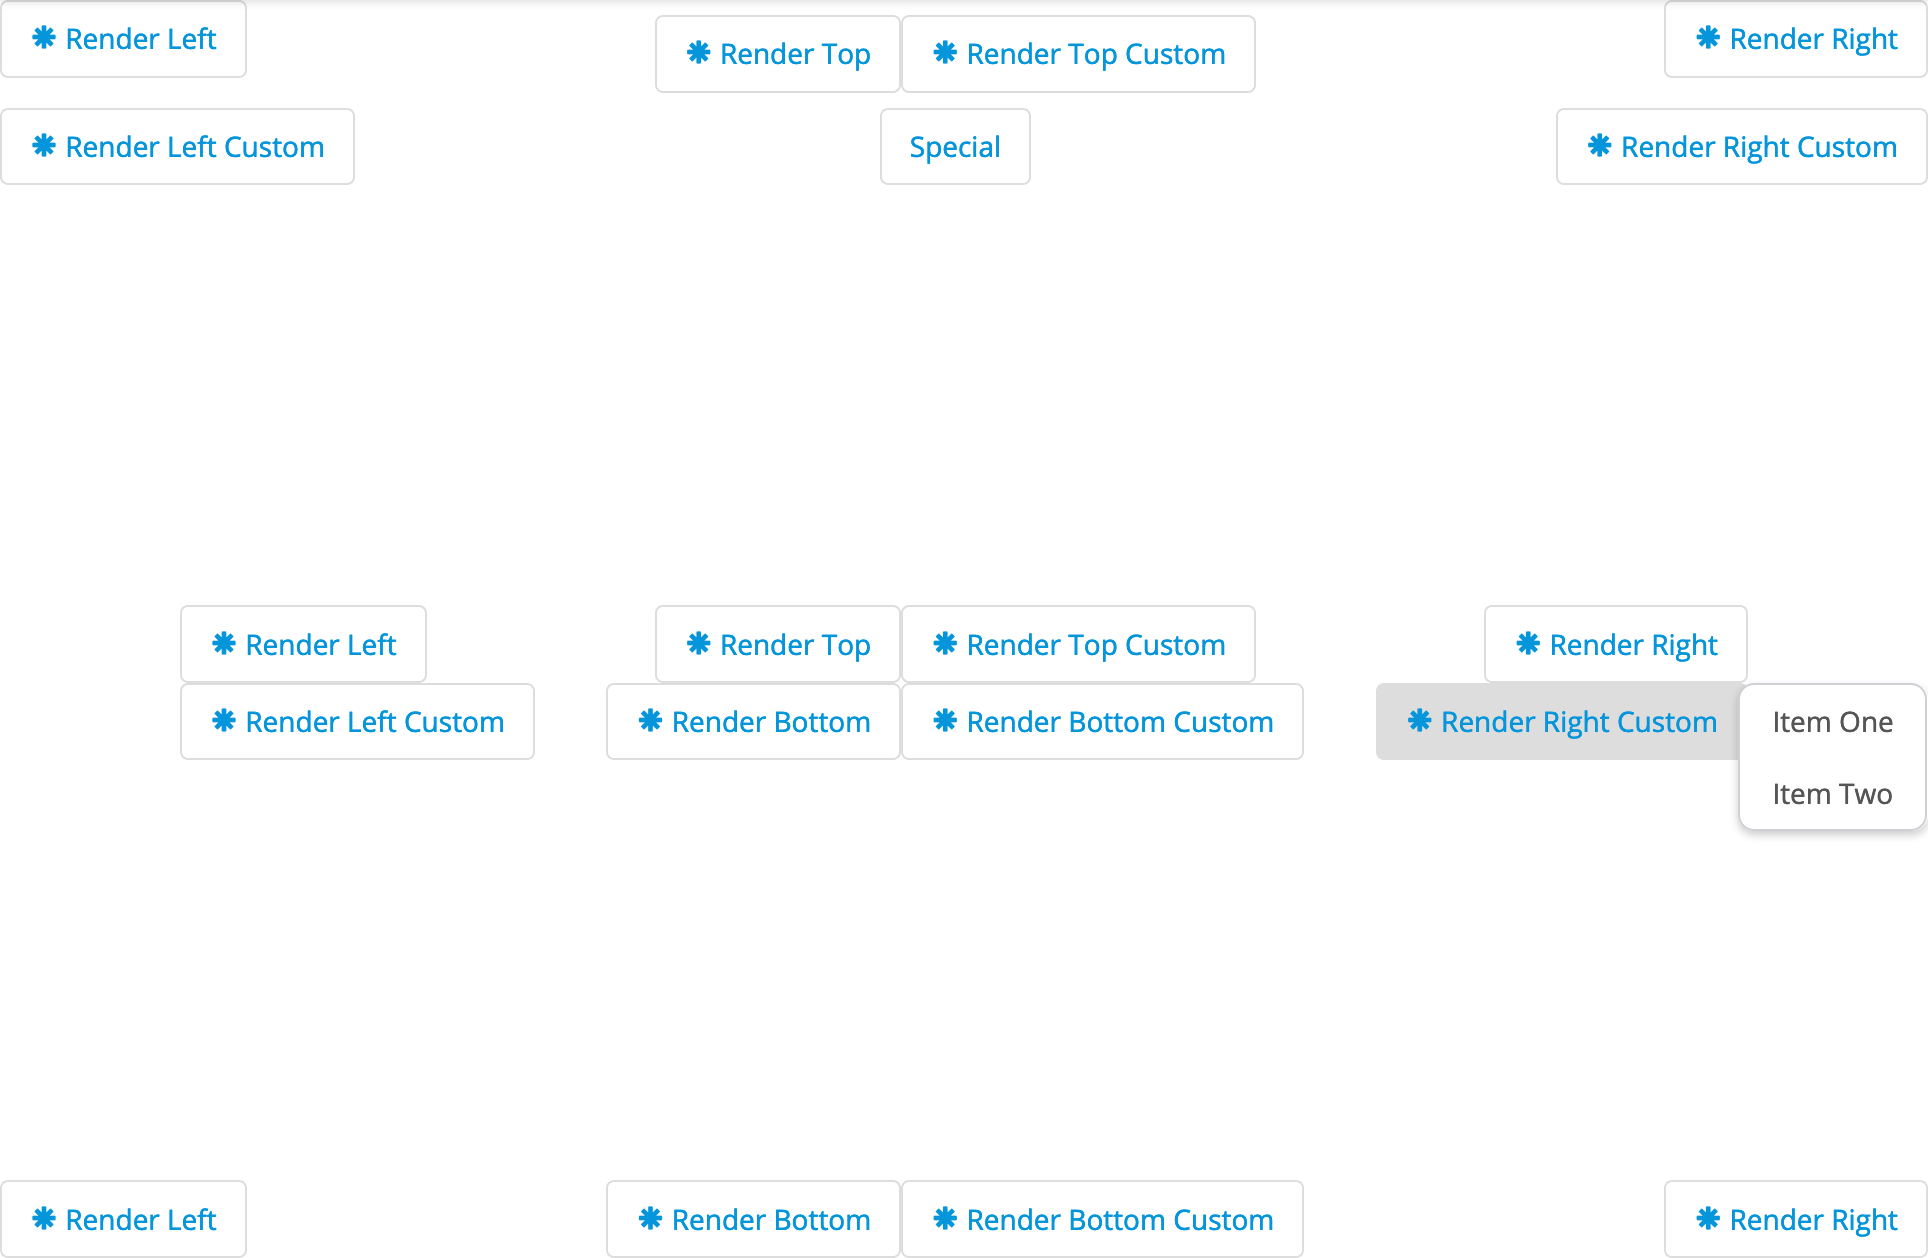 Render Left
Render Top
Render Top Custom
Render Right
Render Left Custom
Special
Render Right Custom
Render Left
Render Top
Render Top Custom
Render Right
Render Left Custom
Render Bottom
Render Bottom Custom
Render Right Custom
Item One
Item Two
Render Left
Render Bottom
Render Bottom Custom
Render Right